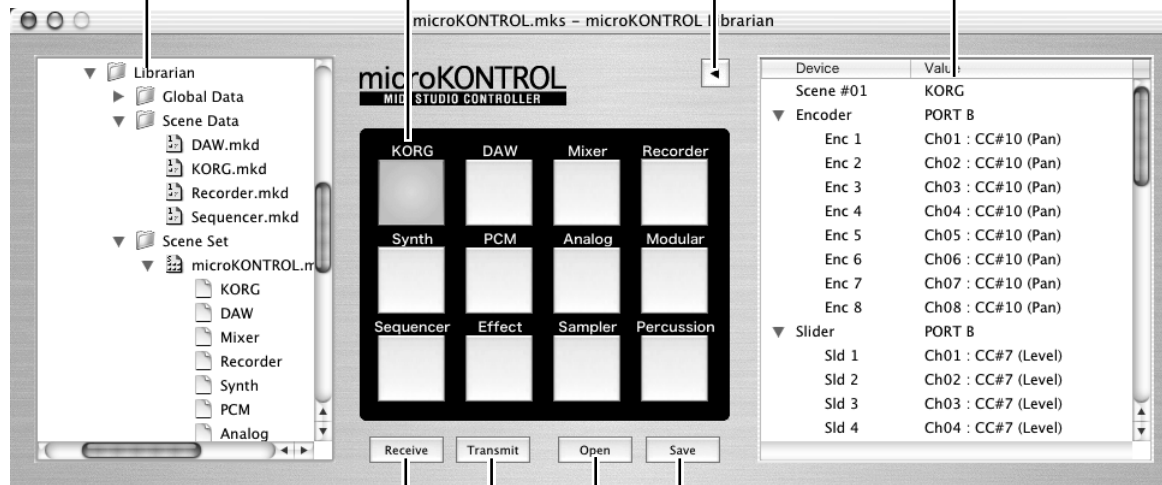 microKONTROL.mks – microKONTROL Librarian
Librarian
Global Data
Scene Data
DAW.mkd
KORG.mkd
Recorder.mkd
Sequencer.mkd
Scene Set
microKONTROL.m
KORG
DAW
Mixer
Recorder
Synth
PCM
Analog
microKONTROL
MIDI STUDIO CONTROLLER
KORG DAW Mixer Recorder
Synth PCM Analog Modular
Sequencer Effect Sampler Percussion
Receive Transmit Open Save
Device Value
Scene #01 KORG
Encoder PORT B
Enc 1 Ch01 : CC#10 (Pan)
Enc 2 Ch02 : CC#10 (Pan)
Enc 3 Ch03 : CC#10 (Pan)
Enc 4 Ch04 : CC#10 (Pan)
Enc 5 Ch05 : CC#10 (Pan)
Enc 6 Ch06 : CC#10 (Pan)
Enc 7 Ch07 : CC#10 (Pan)
Enc 8 Ch08 : CC#10 (Pan)
Slider PORT B
Sld 1 Ch01 : CC#7 (Level)
Sld 2 Ch02 : CC#7 (Level)
Sld 3 Ch03 : CC#7 (Level)
Sld 4 Ch04 : CC#7 (Level)